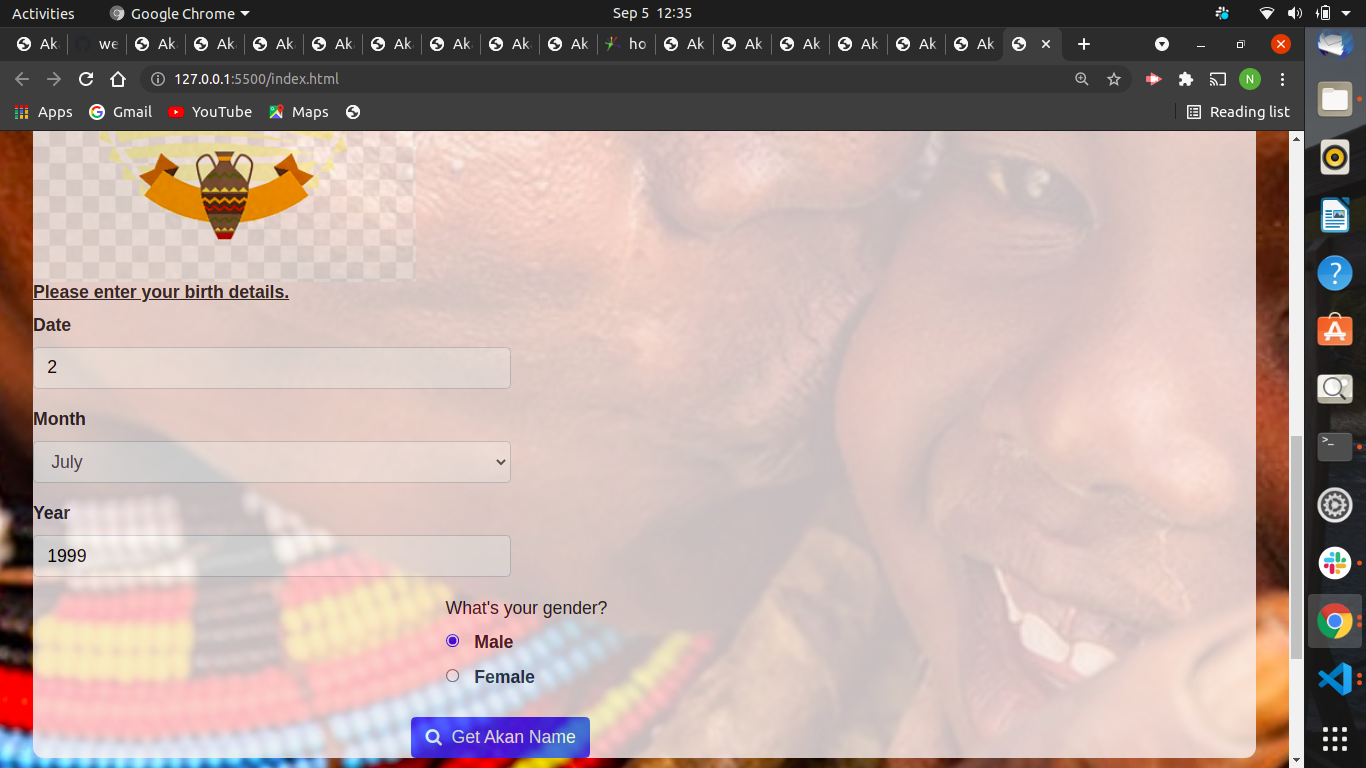 Activities Google Chrome Sep 5 12:35
Ak we Ak Ak Ak Ak Ak Ak Ak Ak ho Ak Ak Ak Ak Ak Ak
127.0.0.1:5500/index.html N
Apps Gmail YouTube Maps Reading list
Please enter your birth details.
Date
2
Month
July
Year
1999
What's your gender?
Male
Female
Get Akan Name